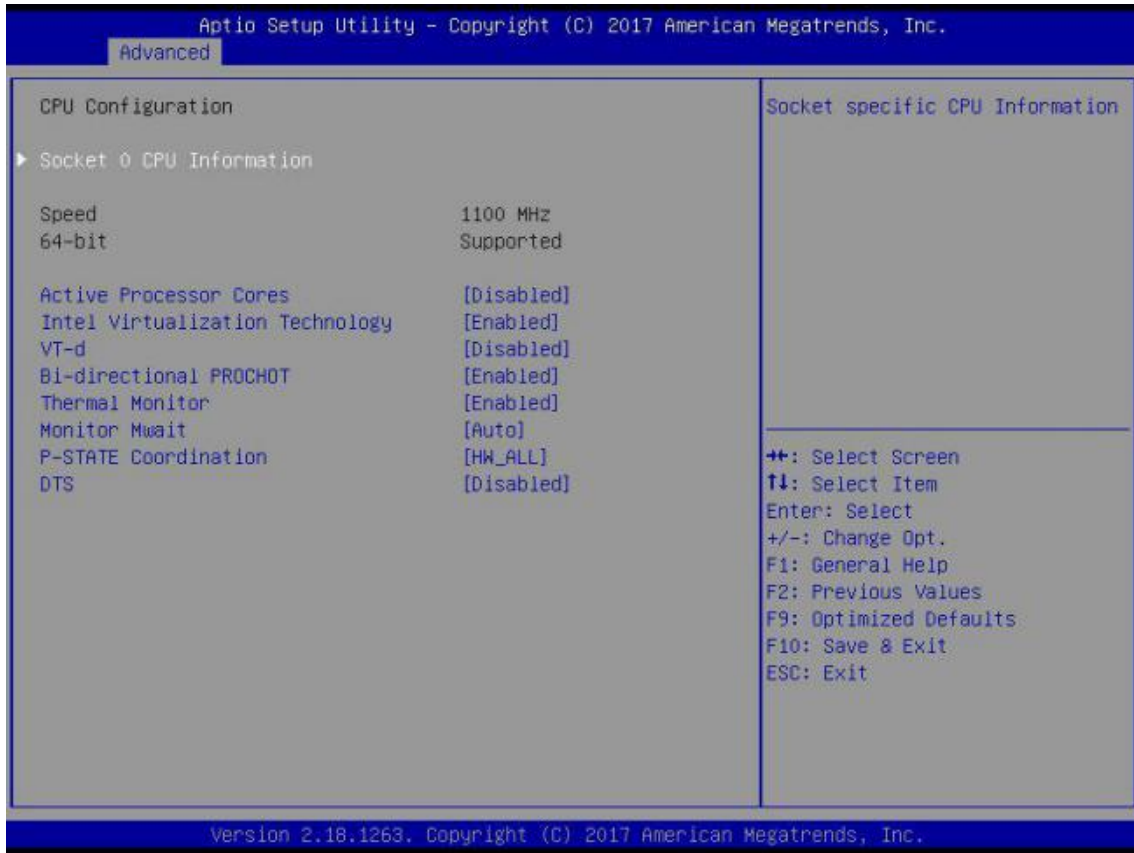 Aptio Setup Utility – Copyright (C) 2017 American Megatrends, Inc.
Advanced
CPU Configuration
Socket 0 CPU Information
Speed 1100 MHz
64-bit Supported
Active Processor Cores [Disabled]
Intel Virtualization Technology [Enabled]
VT-d [Disabled]
Bi-directional PROCHOT [Enabled]
Thermal Monitor [Enabled]
Monitor Mwait [Auto]
P-STATE Coordination [HW_ALL]
DTS [Disabled]
Socket specific CPU Information
→←: Select Screen
↑↓: Select Item
Enter: Select
+/-: Change Opt.
F1: General Help
F2: Previous Values
F9: Optimized Defaults
F10: Save & Exit
ESC: Exit
Version 2.18.1263. Copyright (C) 2017 American Megatrends, Inc.